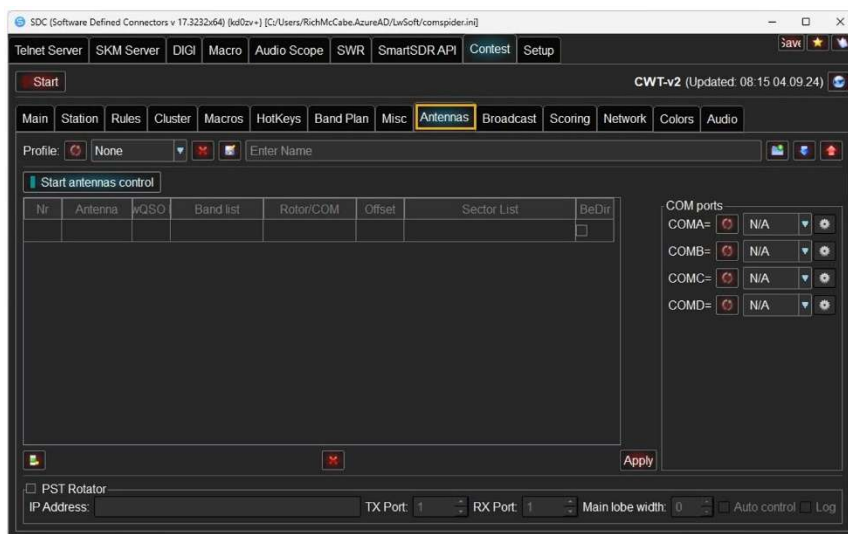 SDC (Software Defined Connectors v 17.3232x64) (kd0zv+) [C:/Users/RichMcCabe.AzureAD/LwSoft/comspider.ini]
Telnet Server SKM Server DIGI Macro Audio Scope SWR SmartSDR API Contest Setup Save
Start CWT-v2 (Updated: 08:15 04.09.24)
Main Station Rules Cluster Macros HotKeys Band Plan Misc Antennas Broadcast Scoring Network Colors Audio
Profile: None Enter Name
Start antennas control
Nr Antenna wQSO Band list Rotor/COM Offset Sector List BeDir
COM ports
COMA= N/A
COMB= N/A
COMC= N/A
COMD= N/A
Apply
PST Rotator
IP Address: TX Port: 1 RX Port: 1 Main lobe width: 0 Auto control Log